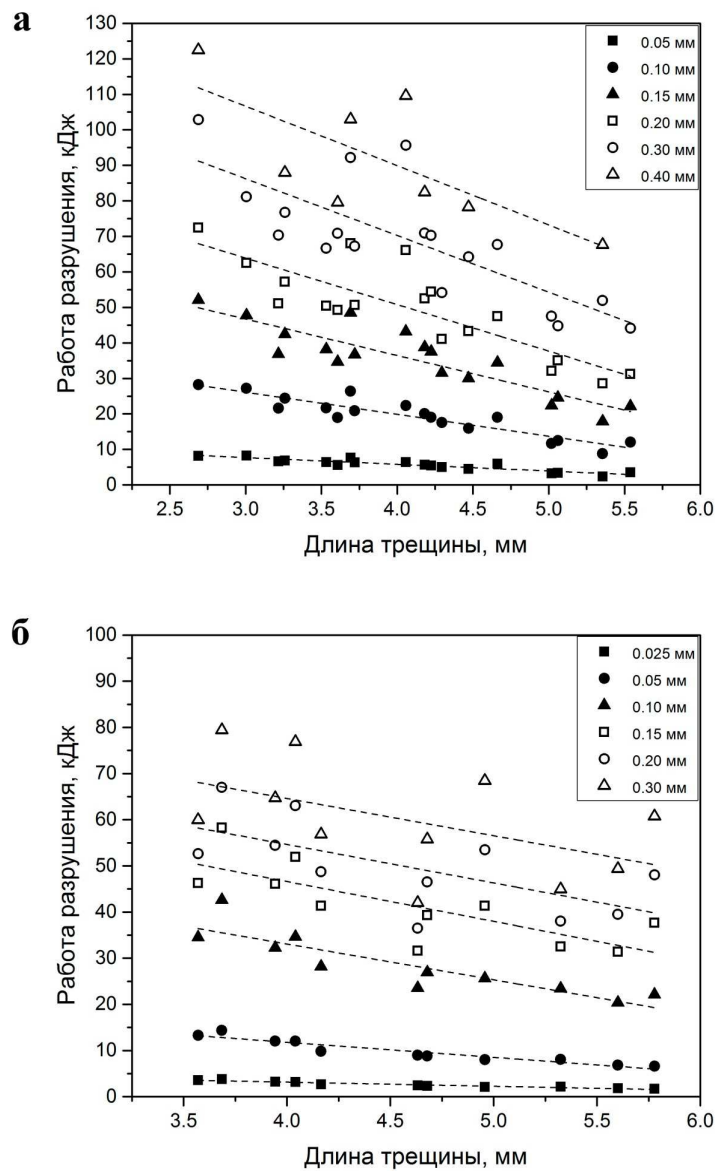 а
Работа разрушения, кДж
130
120
110
100
90
80
70
60
50
40
30
20
10
0
0.05 мм
0.10 мм
0.15 мм
0.20 мм
0.30 мм
0.40 мм
2.5 3.0 3.5 4.0 4.5 5.0 5.5 6.0
Длина трещины, мм
б
Работа разрушения, кДж
100
90
80
70
60
50
40
30
20
10
0
0.025 мм
0.05 мм
0.10 мм
0.15 мм
0.20 мм
0.30 мм
3.5 4.0 4.5 5.0 5.5 6.0
Длина трещины, мм